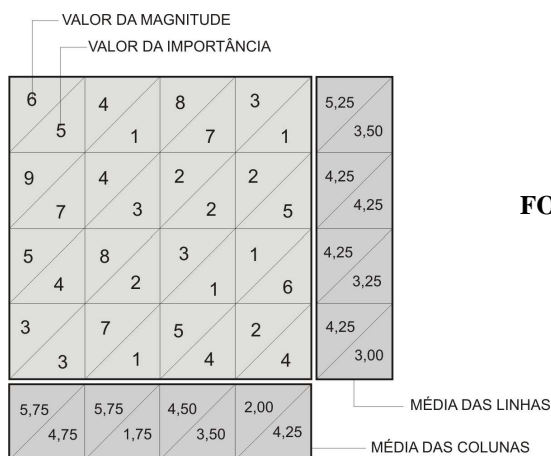 VALOR DA MAGNITUDE
VALOR DA IMPORTÂNCIA
6 4 8 3 5,25
5 1 7 1 3,50
9 4 2 2 4,25
7 3 2 5 4,25
FO
5 8 3 1 4,25
4 2 1 6 3,25
3 7 5 2 4,25
3 1 4 4 3,00
5,75 5,75 4,50 2,00
4,75 1,75 3,50 4,25
MÉDIA DAS LINHAS
MÉDIA DAS COLUNAS